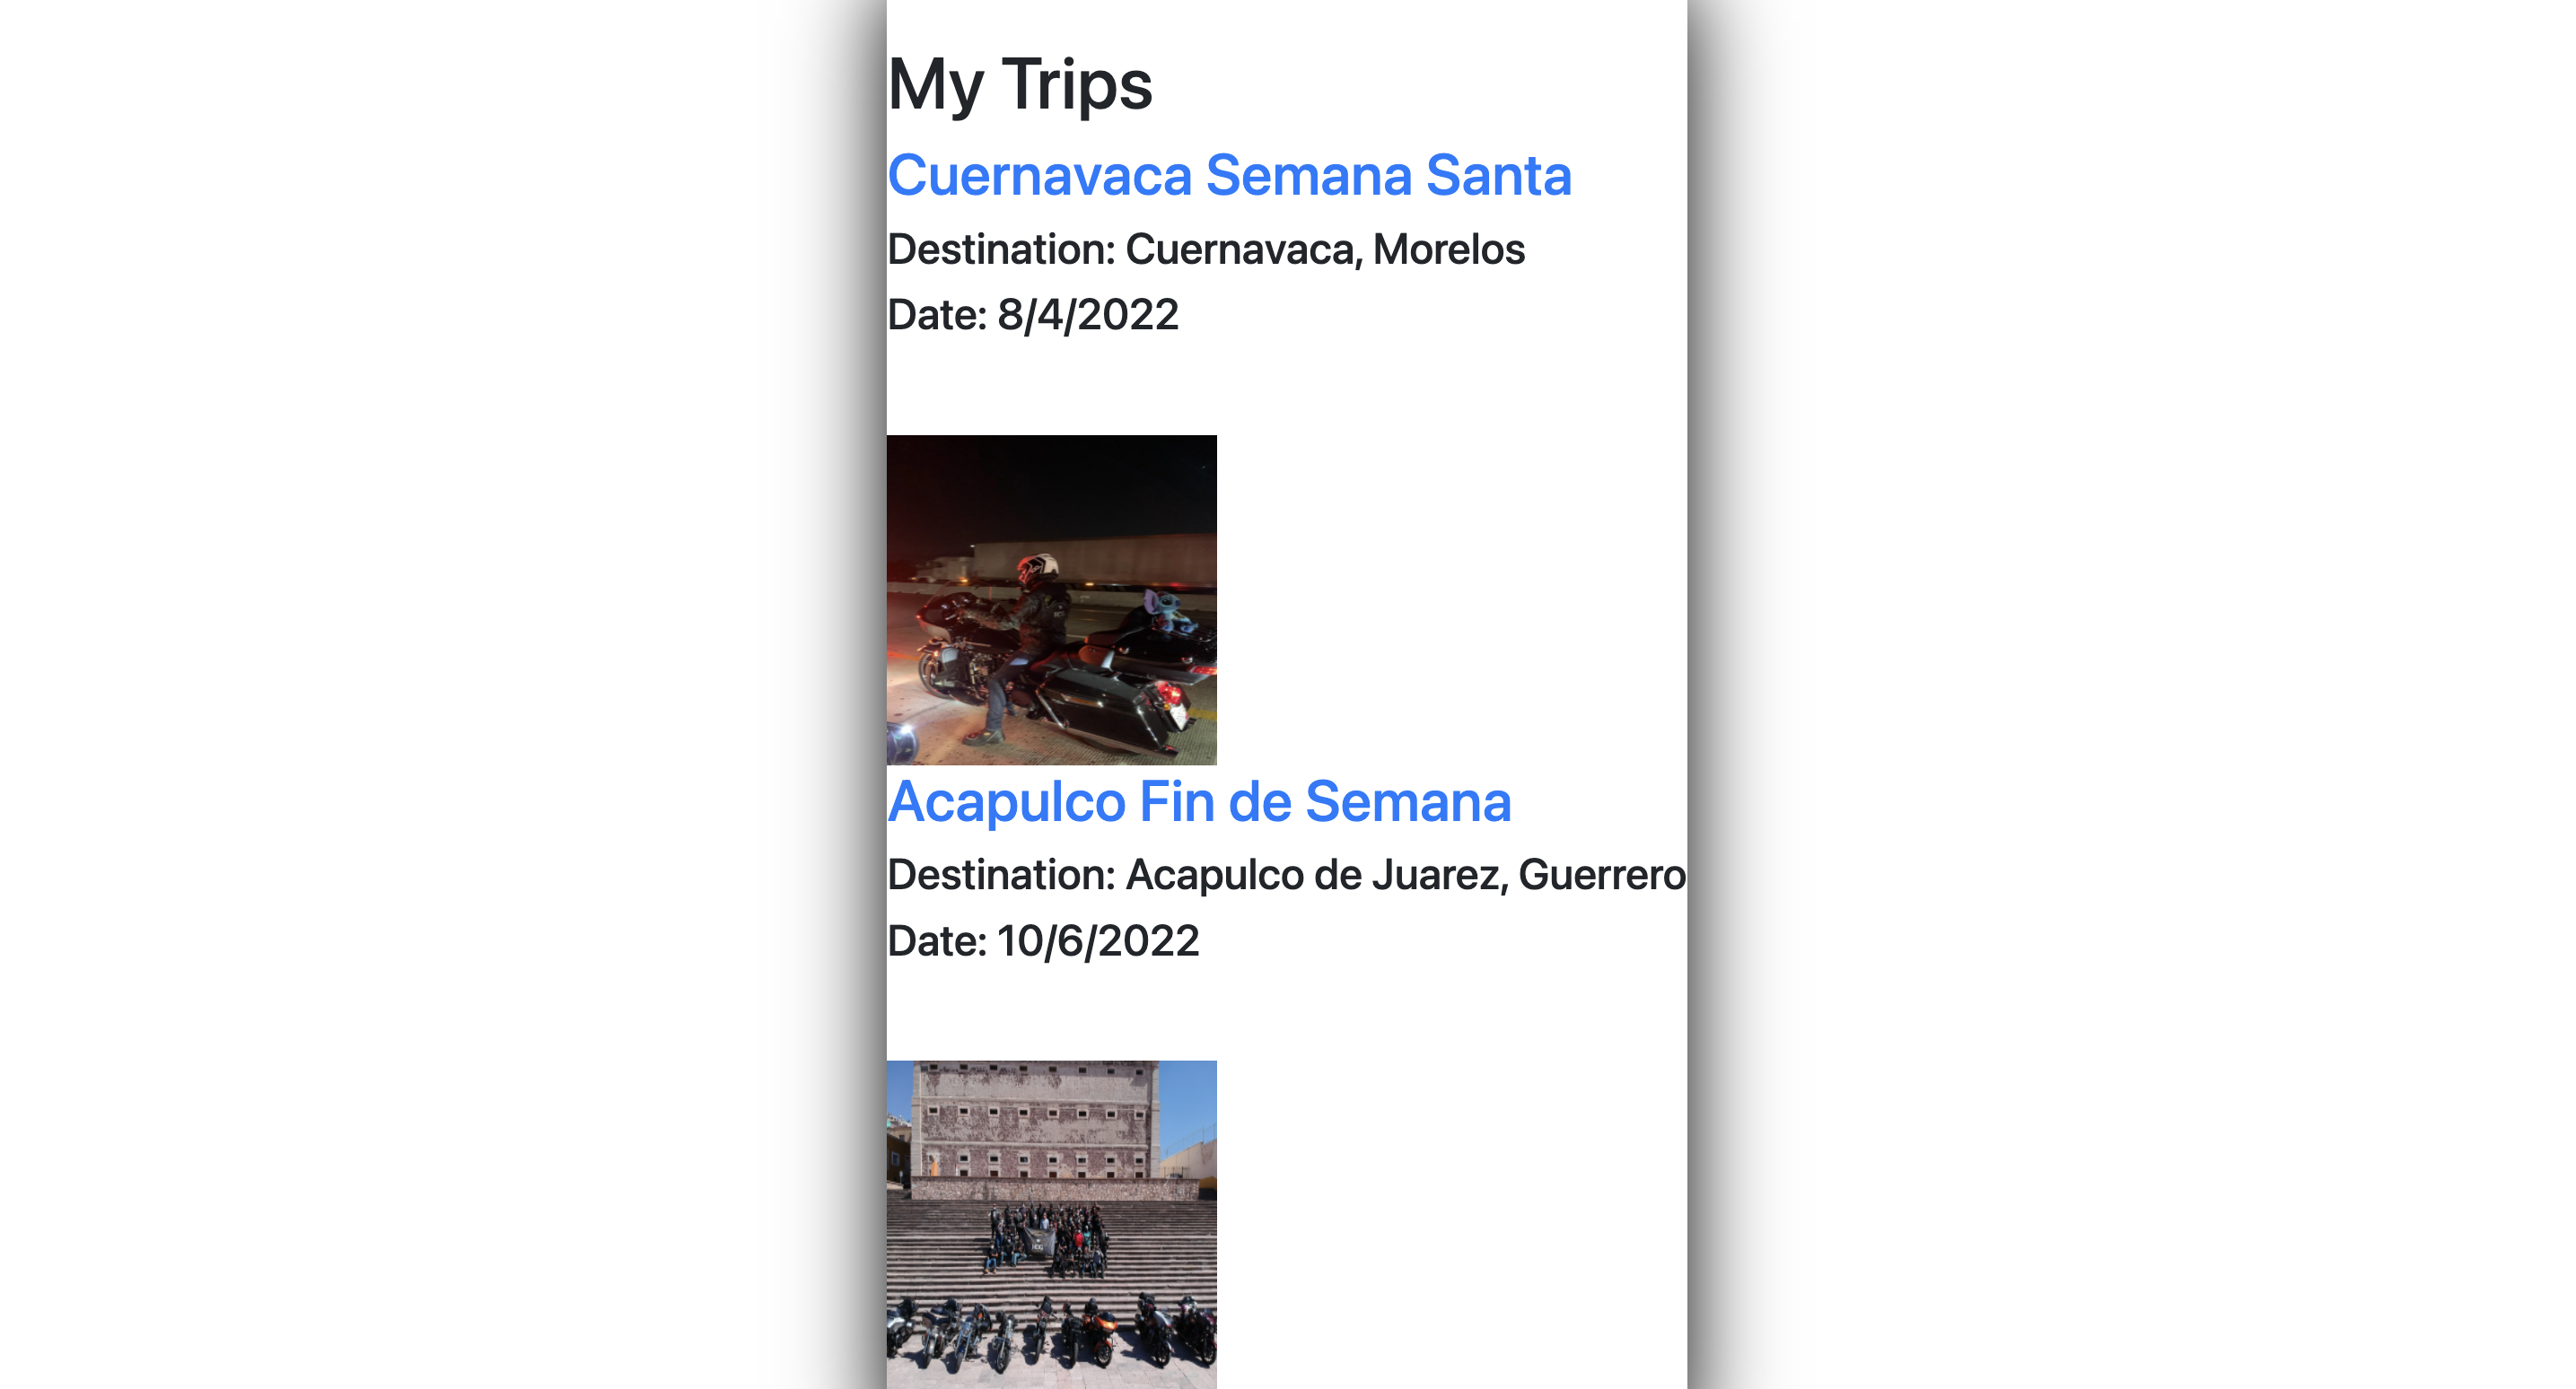 My Trips
Cuernavaca Semana Santa
Destination: Cuernavaca, Morelos
Date: 8/4/2022
Acapulco Fin de Semana
Destination: Acapulco de Juarez, Guerrero
Date: 10/6/2022